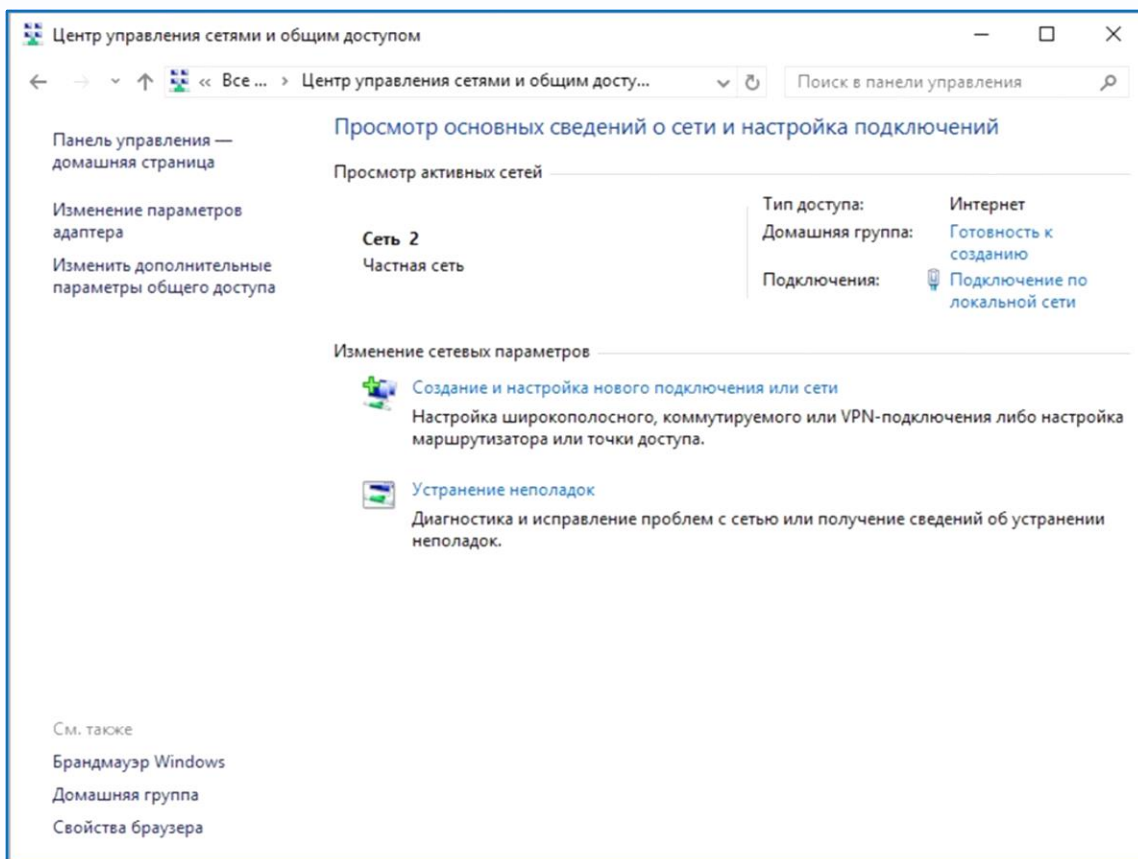 Центр управления сетями и общим доступом
« Все ... › Центр управления сетями и общим досту...
Поиск в панели управления
Панель управления —
домашняя страница
Изменение параметров
адаптера
Изменить дополнительные
параметры общего доступа
Просмотр основных сведений о сети и настройка подключений
Просмотр активных сетей
Сеть 2
Частная сеть
Тип доступа: Интернет
Домашняя группа: Готовность к
созданию
Подключения: Подключение по
локальной сети
Изменение сетевых параметров
Создание и настройка нового подключения или сети
Настройка широкополосного, коммутируемого или VPN-подключения либо настройка
маршрутизатора или точки доступа.
Устранение неполадок
Диагностика и исправление проблем с сетью или получение сведений об устранении
неполадок.
См. также
Брандмауэр Windows
Домашняя группа
Свойства браузера